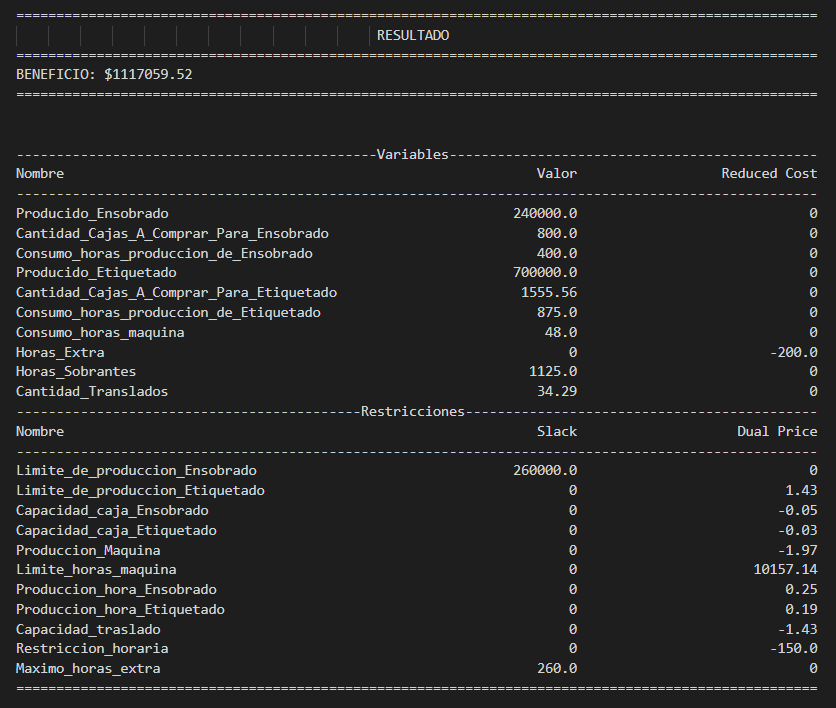 ====================================================================================================
RESULTADO
====================================================================================================
BENEFICIO: $1117059.52
====================================================================================================
---------------------------------------------Variables----------------------------------------------
Nombre Valor Reduced Cost
----------------------------------------------------------------------------------------------------
Producido_Ensobrado 240000.0 0
Cantidad_Cajas_A_Comprar_Para_Ensobrado 800.0 0
Consumo_horas_produccion_de_Ensobrado 400.0 0
Producido_Etiquetado 700000.0 0
Cantidad_Cajas_A_Comprar_Para_Etiquetado 1555.56 0
Consumo_horas_produccion_de_Etiquetado 875.0 0
Consumo_horas_maquina 48.0 0
Horas_Extra 0 -200.0
Horas_Sobrantes 1125.0 0
Cantidad_Translados 34.29 0
-------------------------------------------Restricciones--------------------------------------------
Nombre Slack Dual Price
----------------------------------------------------------------------------------------------------
Limite_de_produccion_Ensobrado 260000.0 0
Limite_de_produccion_Etiquetado 0 1.43
Capacidad_caja_Ensobrado 0 -0.05
Capacidad_caja_Etiquetado 0 -0.03
Produccion_Maquina 0 -1.97
Limite_horas_maquina 0 10157.14
Produccion_hora_Ensobrado 0 0.25
Produccion_hora_Etiquetado 0 0.19
Capacidad_traslado 0 -1.43
Restriccion_horaria 0 -150.0
Maximo_horas_extra 260.0 0
====================================================================================================